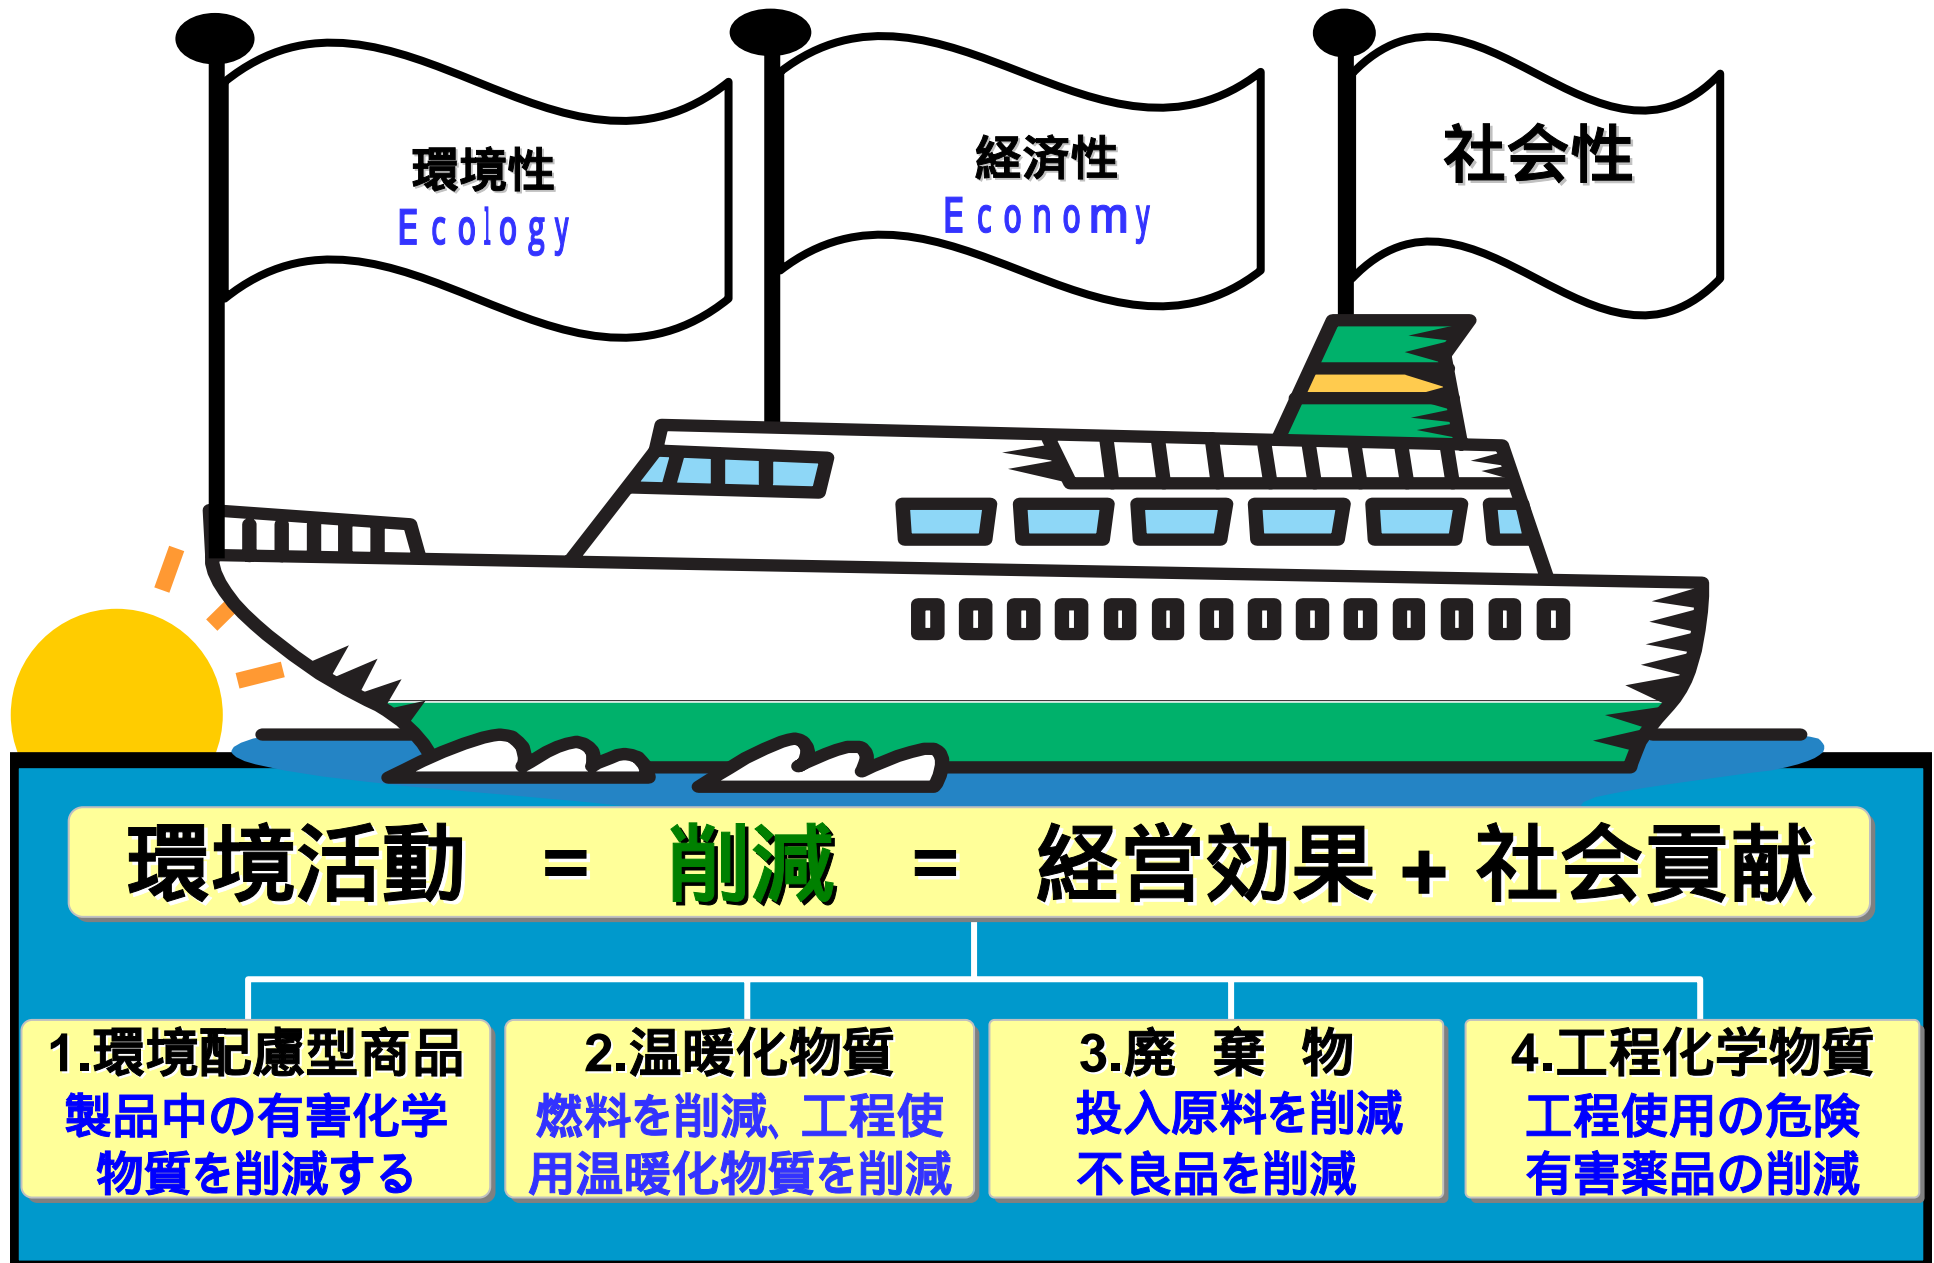 環境性
Ecology
経済性
Economy
社会性
環境活動 = 削減 = 経営効果 + 社会貢献
1.環境配慮型商品
製品中の有害化学
物質を削減する
2.温暖化物質
燃料を削減、工程使
用温暖化物質を削減
3.廃 棄 物
投入原料を削減
不良品を削減
4.工程化学物質
工程使用の危険
有害薬品の削減